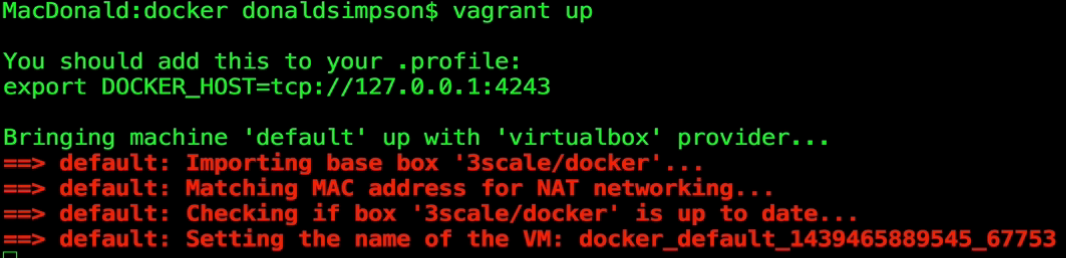 MacDonald:docker donaldsimpson$ vagrant up
You should add this to your .profile:
export DOCKER_HOST=tcp://127.0.0.1:4243
Bringing machine 'default' up with 'virtualbox' provider...
==> default: Importing base box '3scale/docker'...
==> default: Matching MAC address for NAT networking...
==> default: Checking if box '3scale/docker' is up to date...
==> default: Setting the name of the VM: docker_default_1439465889545_67753